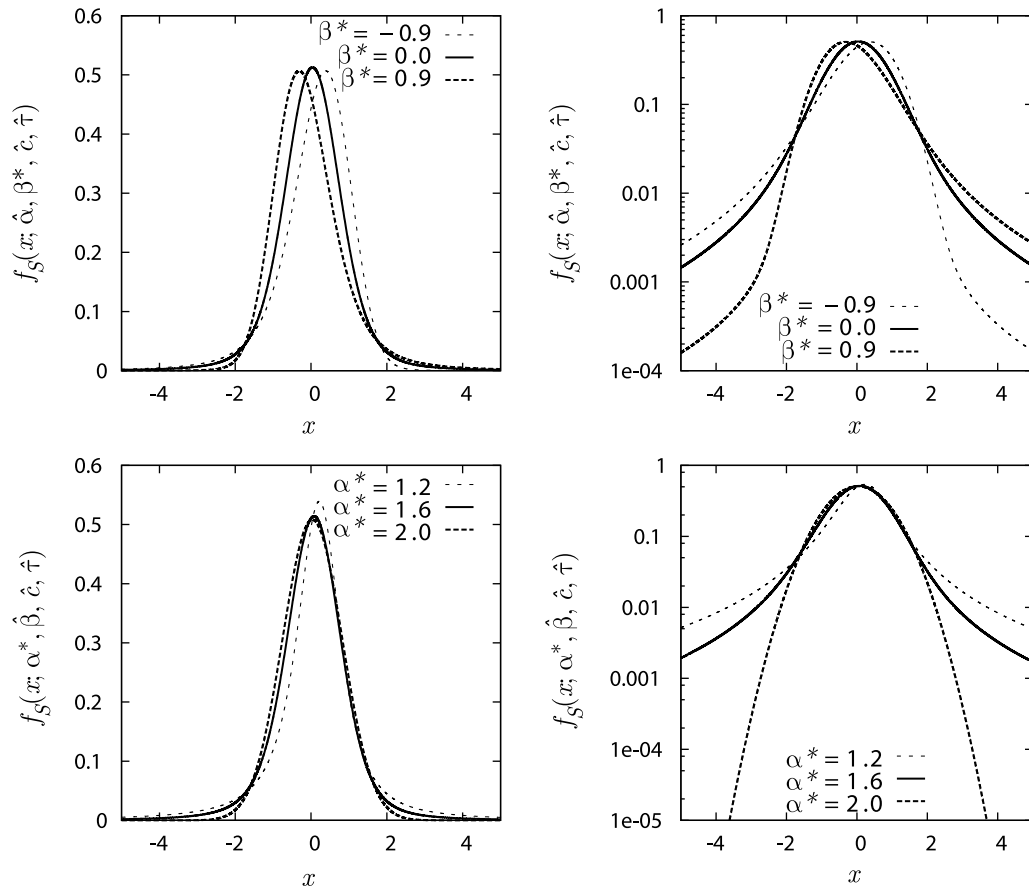 0.6
0.5
0.4
0.3
0.2
0.1
0
-4 -2 0 2 4
x
f_S(x; α̂, β*, ĉ, τ̂)
β* = −0.9
β* = 0.0
β* = 0.9
1
0.1
0.01
0.001
1e-04
-4 -2 0 2 4
x
f_S(x; α̂, β*, ĉ, τ̂)
β* = −0.9
β* = 0.0
β* = 0.9
0.6
0.5
0.4
0.3
0.2
0.1
0
-4 -2 0 2 4
x
f_S(x; α*, β̂, ĉ, τ̂)
α* = 1.2
α* = 1.6
α* = 2.0
1
0.1
0.01
0.001
1e-04
1e-05
-4 -2 0 2 4
x
f_S(x; α*, β̂, ĉ, τ̂)
α* = 1.2
α* = 1.6
α* = 2.0